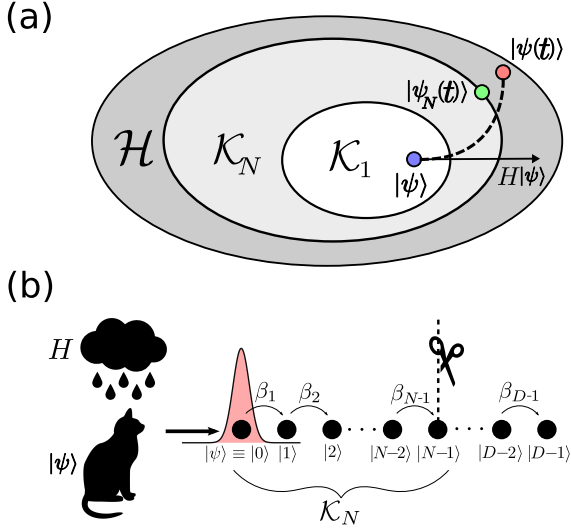 (a)
|ψ(t)⟩
|ψ_N(t)⟩
ℋ
𝒦_N
𝒦_1
|ψ⟩
H|ψ⟩
(b)
H
β_1 β_2 β_{N-1} β_{D-1}
|ψ⟩
|ψ⟩ ≡ |0⟩ |1⟩ |2⟩ |N−2⟩ |N−1⟩ |D−2⟩ |D−1⟩
𝒦_N